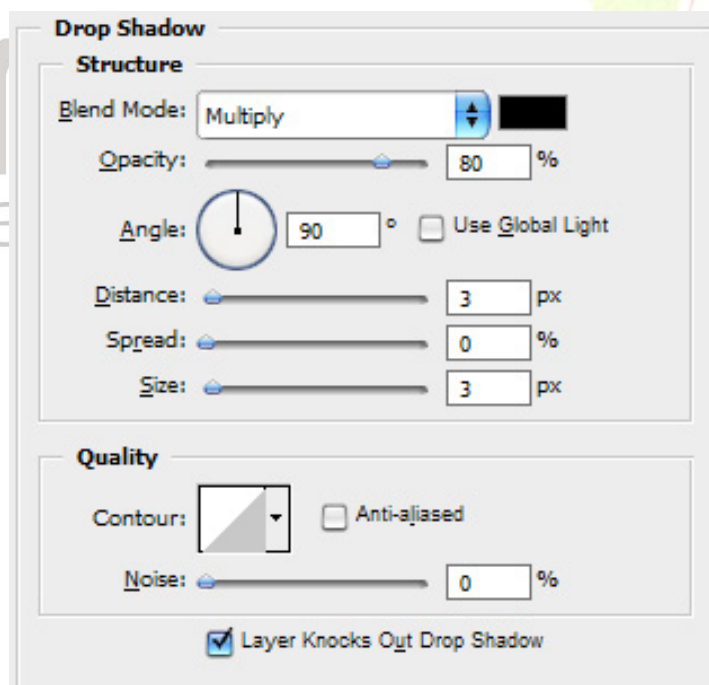 Drop Shadow
Structure
Blend Mode: Multiply
Opacity: 80 %
Angle: 90 ° Use Global Light
Distance: 3 px
Spread: 0 %
Size: 3 px
Quality
Contour: Anti-aliased
Noise: 0 %
Layer Knocks Out Drop Shadow